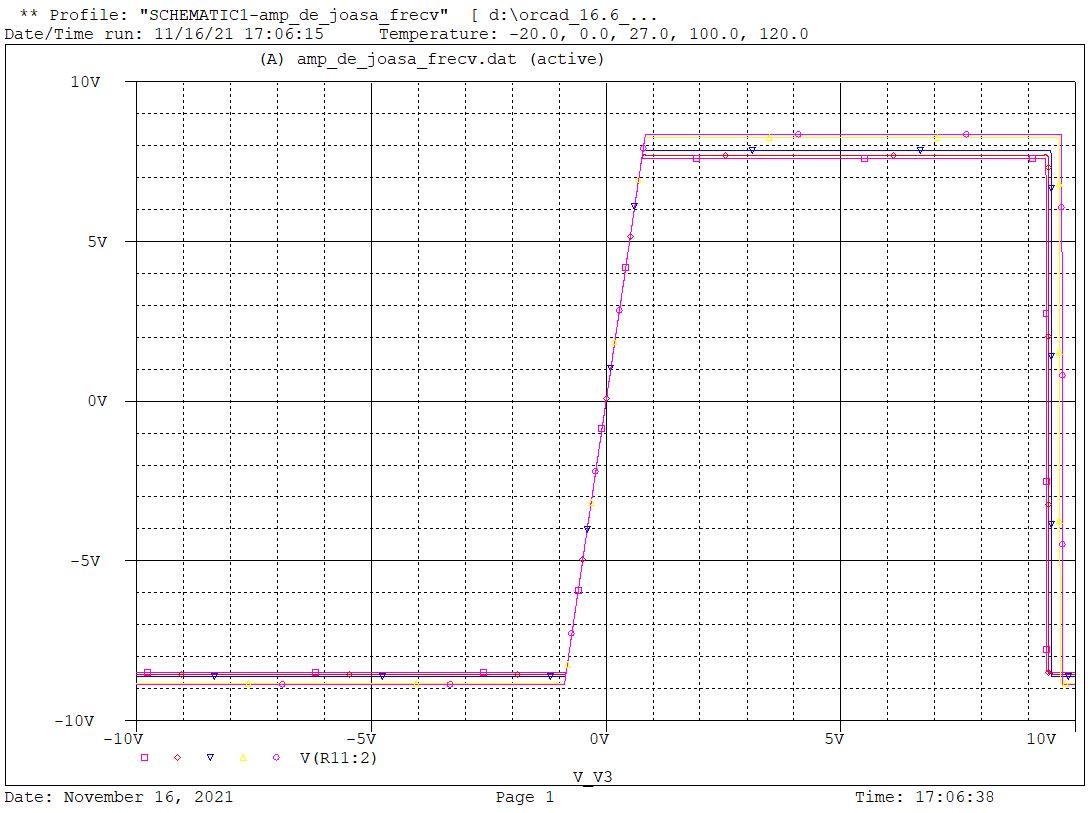 ** Profile: "SCHEMATIC1-amp_de_joasa_frecv"  [ d:\orcad_16.6_...
Date/Time run: 11/16/21 17:06:15     Temperature: -20.0, 0.0, 27.0, 100.0, 120.0
(A) amp_de_joasa_frecv.dat (active)
10V
5V
0V
-5V
-10V
-10V -5V 0V 5V 10V
V(R11:2)
V_V3
Date: November 16, 2021 Page 1 Time: 17:06:38